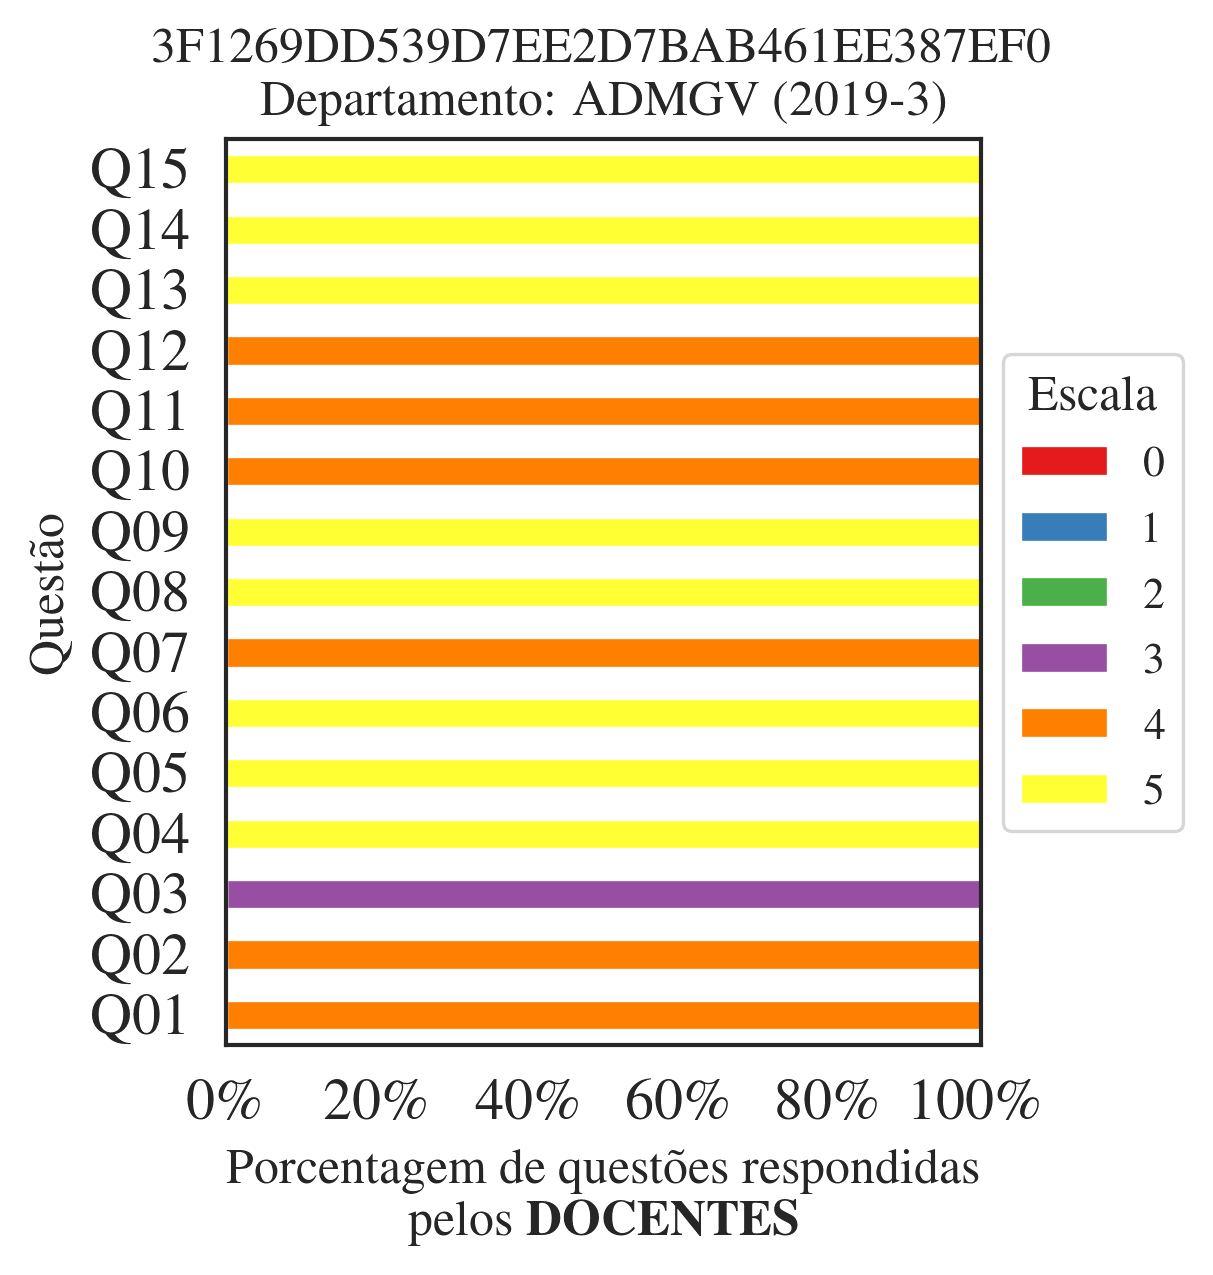 3F1269DD539D7EE2D7BAB461EE387EF0
Departamento: ADMGV (2019-3)
Q15
Q14
Q13
Q12
Q11
Q10
Q09
Q08
Q07
Q06
Q05
Q04
Q03
Q02
Q01
Questão
0% 20% 40% 60% 80% 100%
Porcentagem de questões respondidas
pelos DOCENTES
Escala
0
1
2
3
4
5